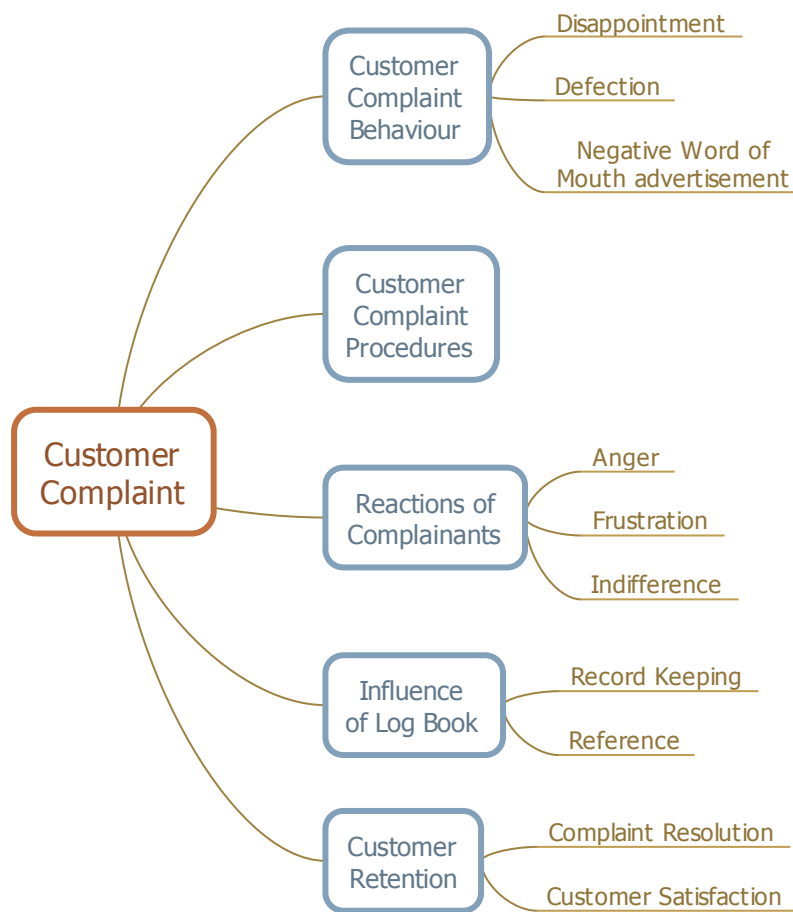 Customer
Complaint
Customer
Complaint
Behaviour
Disappointment
Defection
Negative Word of
Mouth advertisement
Customer
Complaint
Procedures
Reactions of
Complainants
Anger
Frustration
Indifference
Influence
of Log Book
Record Keeping
Reference
Customer
Retention
Complaint Resolution
Customer Satisfaction